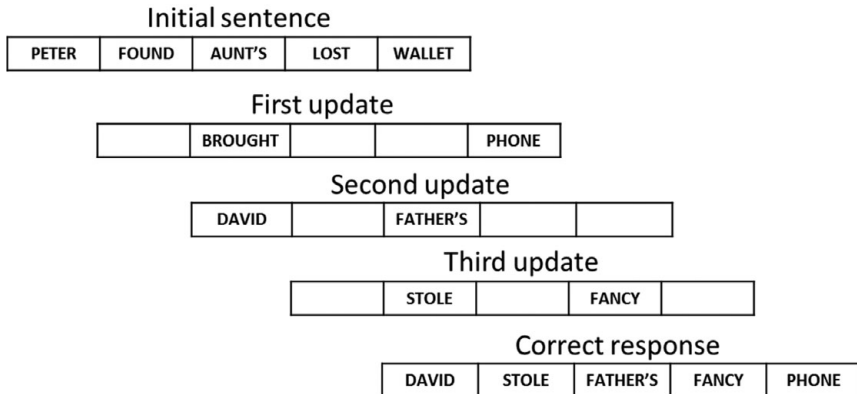 Initial sentence
PETER FOUND AUNT'S LOST WALLET
First update
BROUGHT PHONE
Second update
DAVID FATHER'S
Third update
STOLE FANCY
Correct response
DAVID STOLE FATHER'S FANCY PHONE